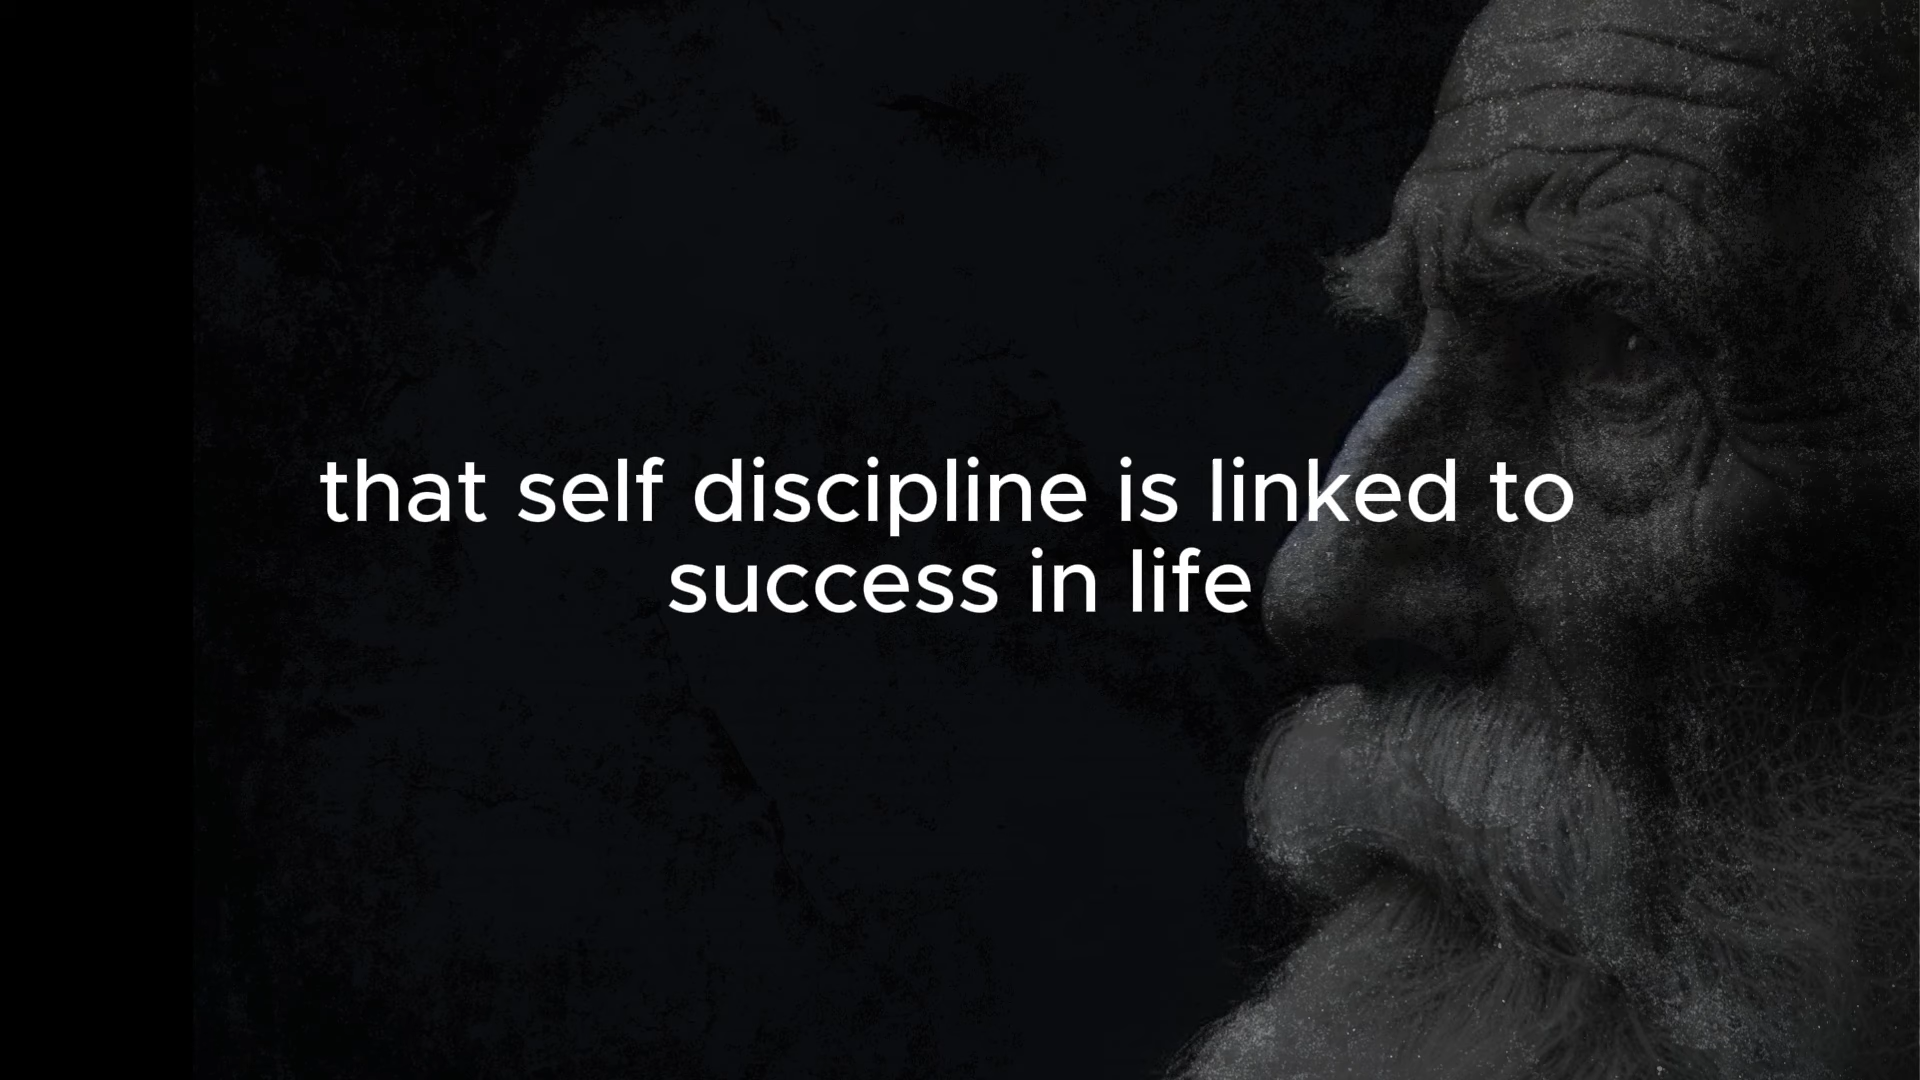 that self discipline is linked to
success in life